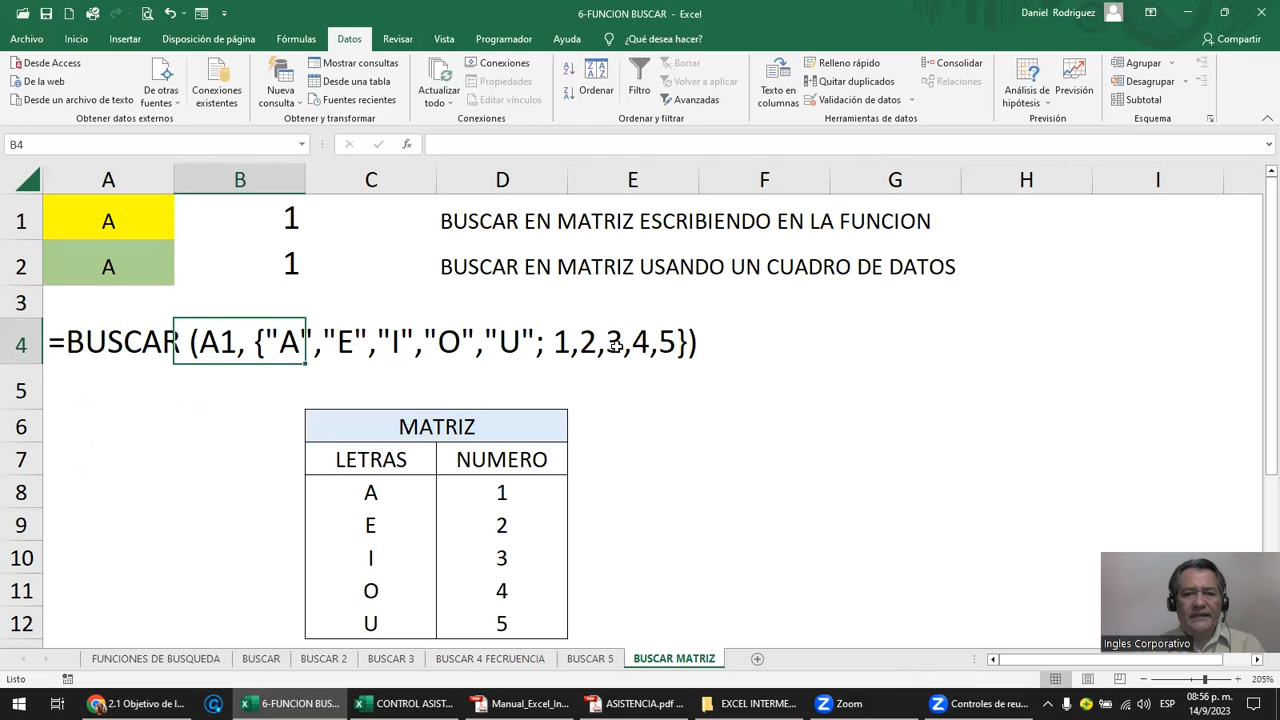 6-FUNCION BUSCAR - Excel
Daniel Rodriguez
Archivo Inicio Insertar Disposición de página Fórmulas Datos Revisar Vista Programador Ayuda ¿Qué desea hacer? Compartir
Desde Access
De la web
Desde un archivo de texto
De otras fuentes
Conexiones existentes
Obtener datos externos
Nueva consulta
Mostrar consultas
Desde una tabla
Fuentes recientes
Obtener y transformar
Actualizar todo
Conexiones
Propiedades
Editar vínculos
Conexiones
Ordenar
Filtro
Borrar
Volver a aplicar
Avanzadas
Ordenar y filtrar
Texto en columnas
Relleno rápido
Quitar duplicados
Validación de datos
Consolidar
Relaciones
Herramientas de datos
Análisis de hipótesis
Previsión
Previsión
Agrupar
Desagrupar
Subtotal
Esquema
B4
A B C D E F G H I
1 A 1 BUSCAR EN MATRIZ ESCRIBIENDO EN LA FUNCION
2 A 1 BUSCAR EN MATRIZ USANDO UN CUADRO DE DATOS
3
4 =BUSCAR (A1, {"A","E","I","O","U"; 1,2,3,4,5})
5
6 MATRIZ
7 LETRAS NUMERO
8 A 1
9 E 2
10 I 3
11 O 4
12 U 5
Ingles Corporativo
FUNCIONES DE BUSQUEDA BUSCAR BUSCAR 2 BUSCAR 3 BUSCAR 4 FECRUENCIA BUSCAR 5 BUSCAR MATRIZ
Listo 205%
2.1 Objetivo de l... 6-FUNCION BUS... CONTROL ASIST... Manual_Excel_In... ASISTENCIA.pdf ... EXCEL INTERME... Zoom Controles de reu... ESP 08:56 p. m.
14/9/2023